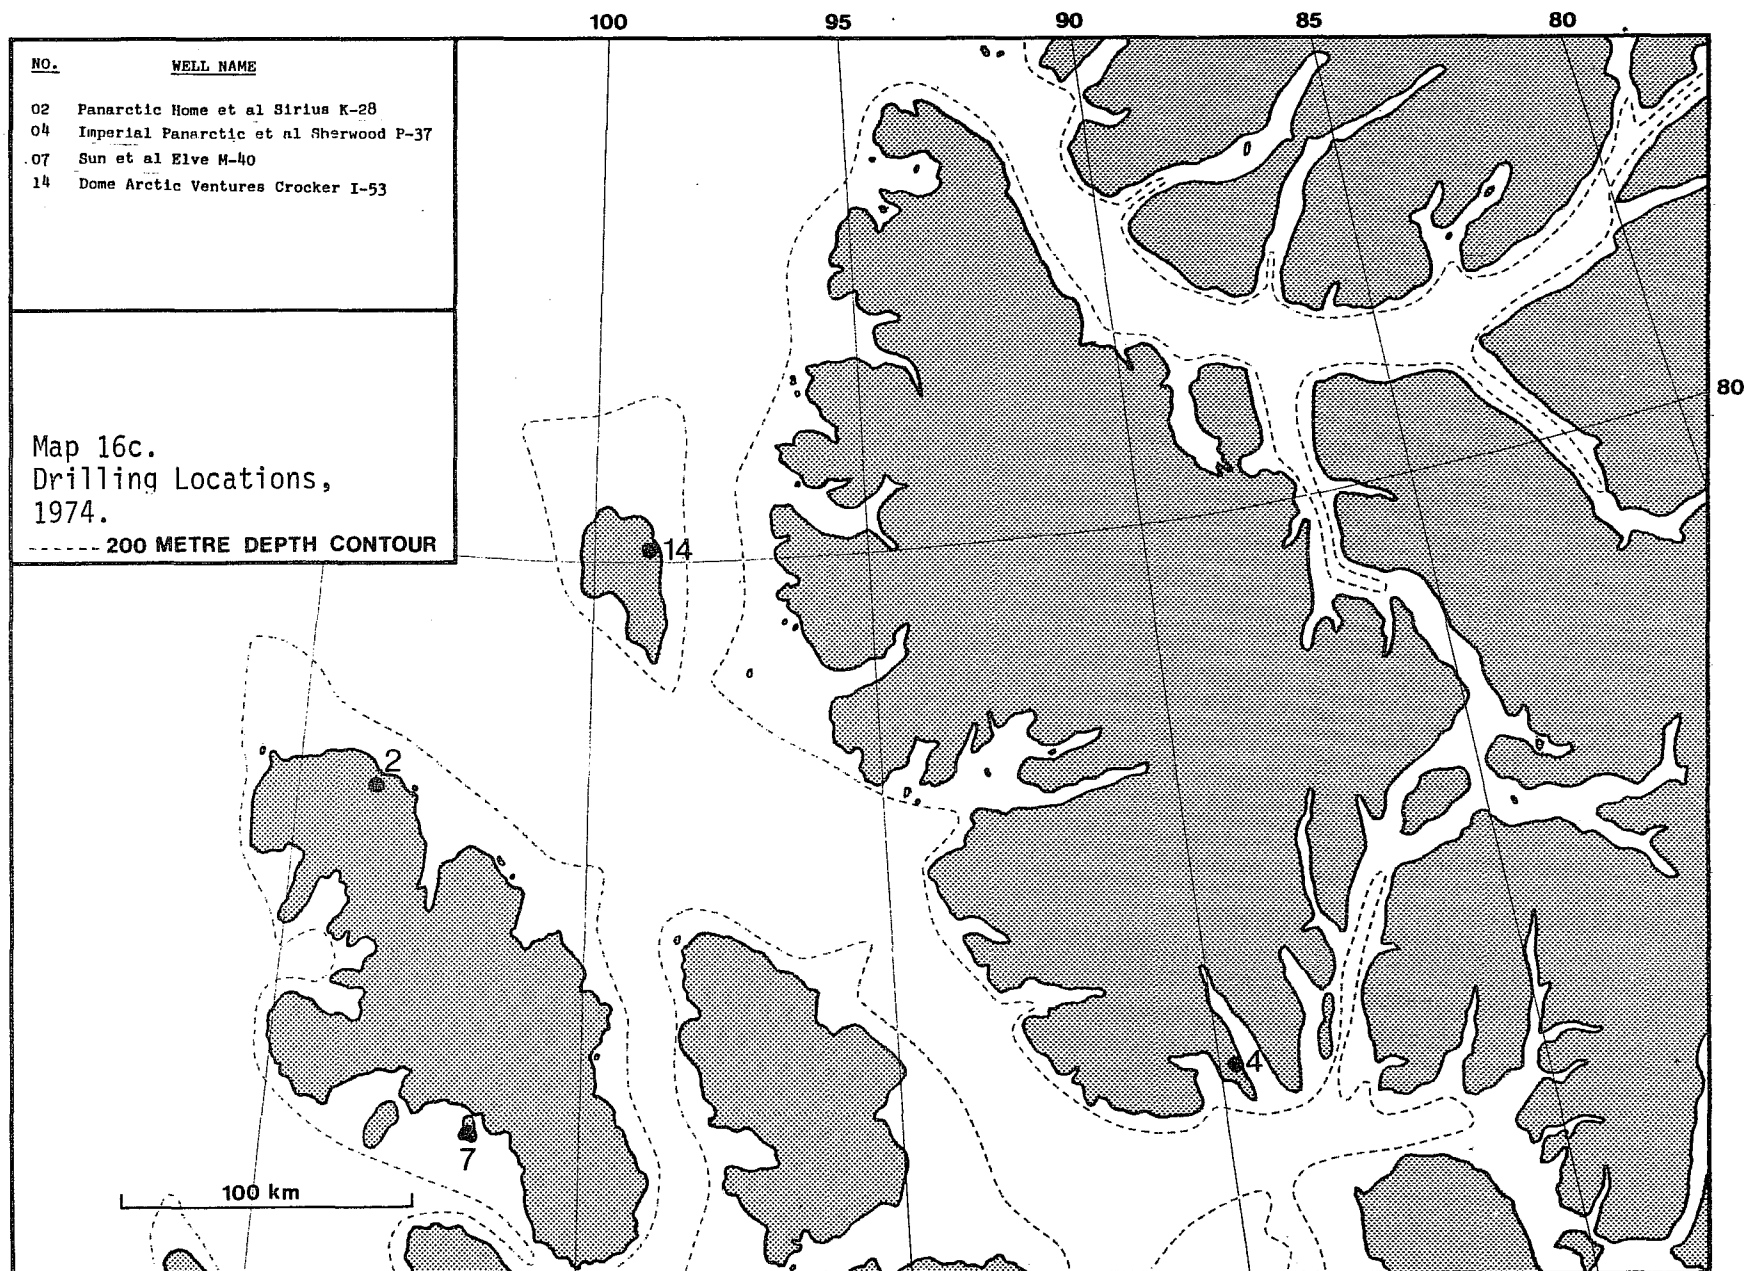 100 95 90 85 80
NO. WELL NAME
02 Panarctic Home et al Sirius K-28
04 Imperial Panarctic et al Sherwood P-37
07 Sun et al Elve M-40
14 Dome Arctic Ventures Crocker I-53
80
Map 16c.
Drilling Locations,
1974.
200 METRE DEPTH CONTOUR
14
2
4
7
100 km